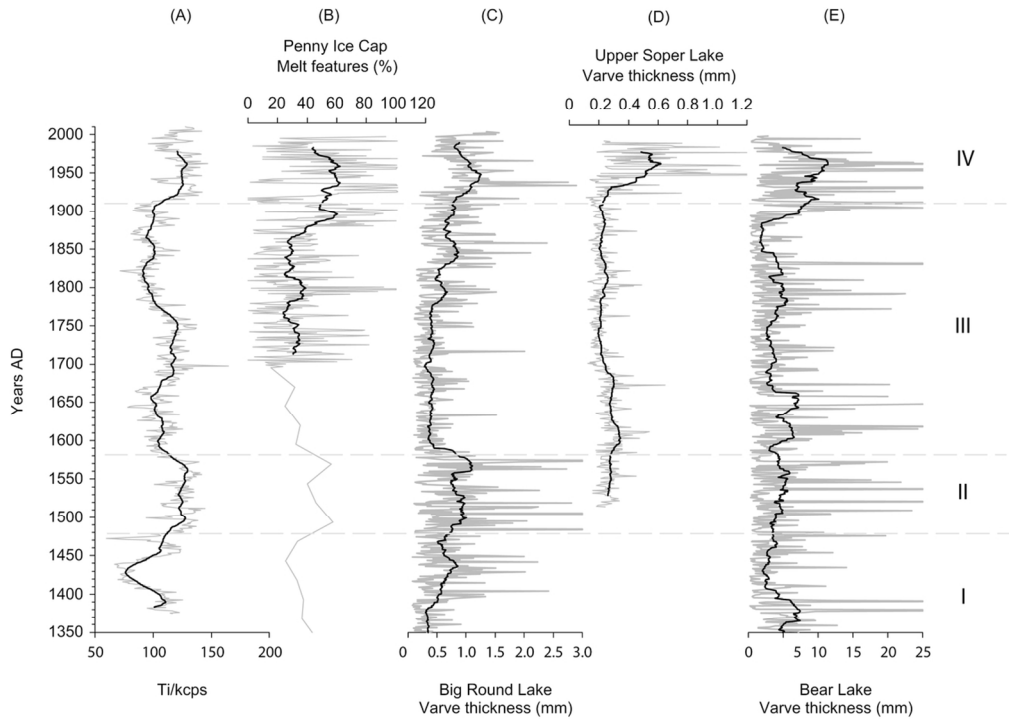 (A) (B) (C) (D) (E)
Penny Ice Cap
Melt features (%)
Upper Soper Lake
Varve thickness (mm)
0 20 40 60 80 100 120
0 0.2 0.4 0.6 0.8 1.0 1.2
2000
1950
1900
1850
1800
1750
1700
1650
1600
1550
1500
1450
1400
1350
Years AD
IV
III
II
I
50 100 150 200
0 0.5 1.0 1.5 2.0 2.5 3.0
0 5 10 15 20 25
Ti/kcps
Big Round Lake
Varve thickness (mm)
Bear Lake
Varve thickness (mm)